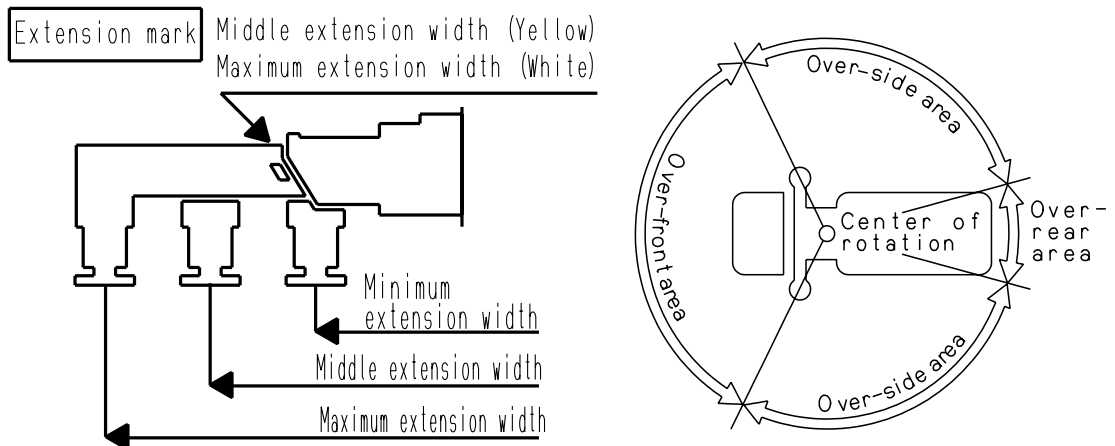 Extension mark
Middle extension width (Yellow)
Maximum extension width (White)
Minimum
extension width
Middle extension width
Maximum extension width
Over-side area
Over-front area
Center of
rotation
Over-
rear
area
Over-side area